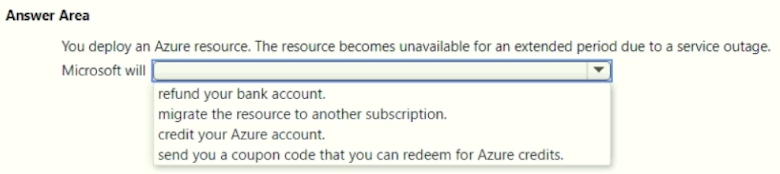 Answer Area
You deploy an Azure resource. The resource becomes unavailable for an extended period due to a service outage.
Microsoft will
refund your bank account.
migrate the resource to another subscription.
credit your Azure account.
send you a coupon code that you can redeem for Azure credits.